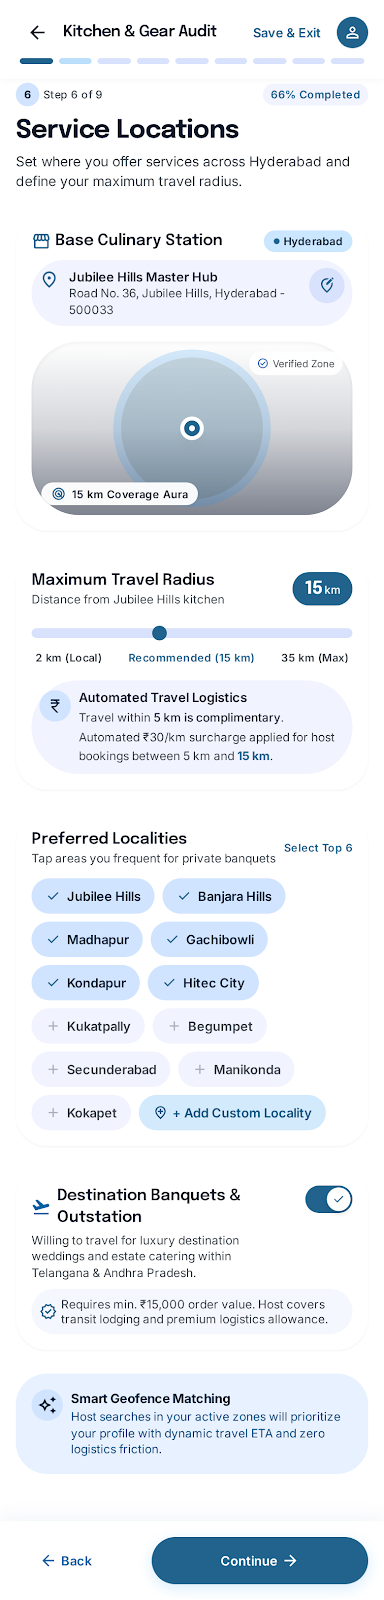 Kitchen & Gear Audit
Save & Exit
6 Step 6 of 9
66% Completed
Service Locations
Set where you offer services across Hyderabad and
define your maximum travel radius.
Base Culinary Station
Hyderabad
Jubilee Hills Master Hub
Road No. 36, Jubilee Hills, Hyderabad -
500033
Verified Zone
15 km Coverage Aura
Maximum Travel Radius
Distance from Jubilee Hills kitchen
15 km
2 km (Local) Recommended (15 km) 35 km (Max)
₹
Automated Travel Logistics
Travel within 5 km is complimentary.
Automated ₹30/km surcharge applied for host
bookings between 5 km and 15 km.
Preferred Localities
Tap areas you frequent for private banquets
Select Top 6
Jubilee Hills Banjara Hills
Madhapur Gachibowli
Kondapur Hitec City
Kukatpally Begumpet
Secunderabad Manikonda
Kokapet + Add Custom Locality
Destination Banquets &
Outstation
Willing to travel for luxury destination
weddings and estate catering within
Telangana & Andhra Pradesh.
Requires min. ₹15,000 order value. Host covers
transit lodging and premium logistics allowance.
Smart Geofence Matching
Host searches in your active zones will prioritize
your profile with dynamic travel ETA and zero
logistics friction.
Back Continue